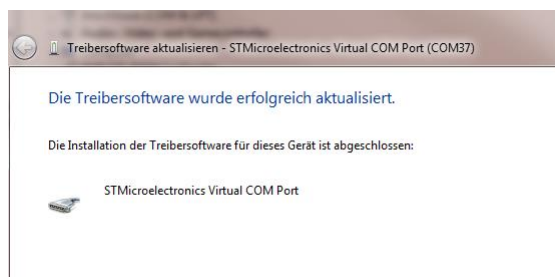 Treibersoftware aktualisieren - STMicroelectronics Virtual COM Port (COM37)
Die Treibersoftware wurde erfolgreich aktualisiert.
Die Installation der Treibersoftware für dieses Gerät ist abgeschlossen:
STMicroelectronics Virtual COM Port